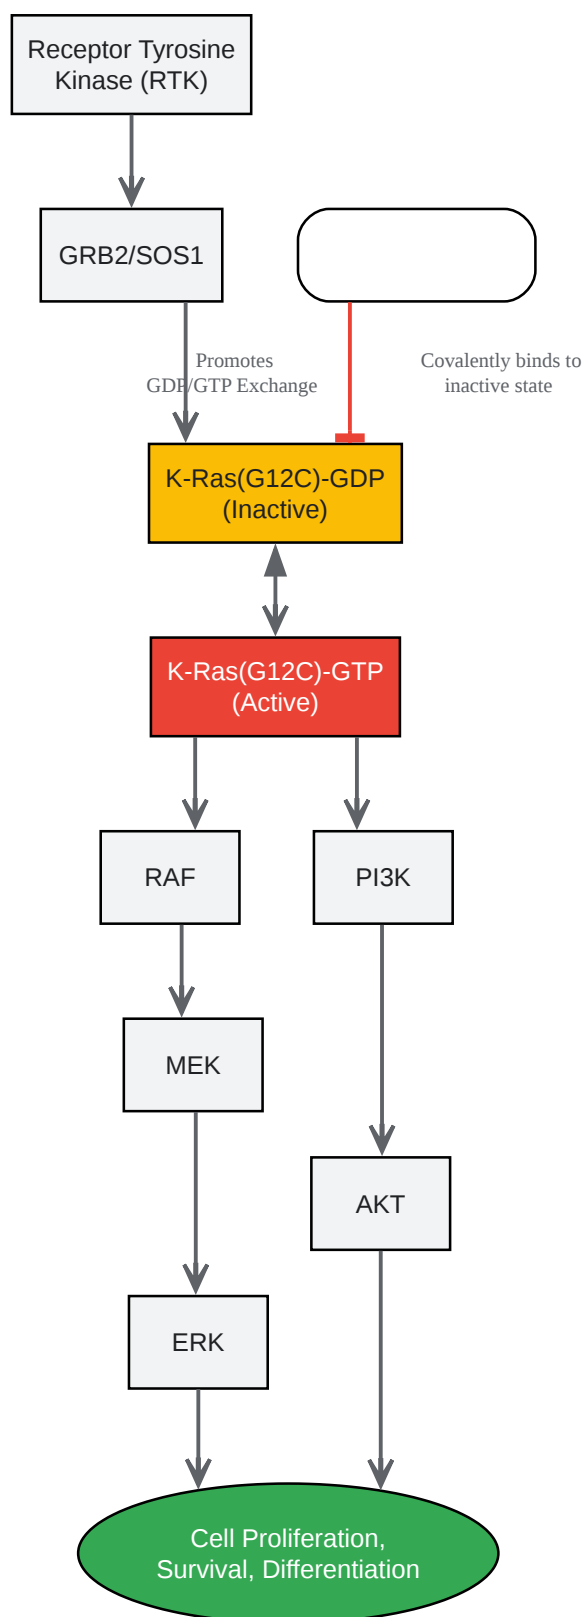 Receptor Tyrosine
Kinase (RTK)
GRB2/SOS1
Promotes
GDP/GTP Exchange
Covalently binds to
inactive state
K-Ras(G12C)-GDP
(Inactive)
K-Ras(G12C)-GTP
(Active)
RAF
PI3K
MEK
AKT
ERK
Cell Proliferation,
Survival, Differentiation